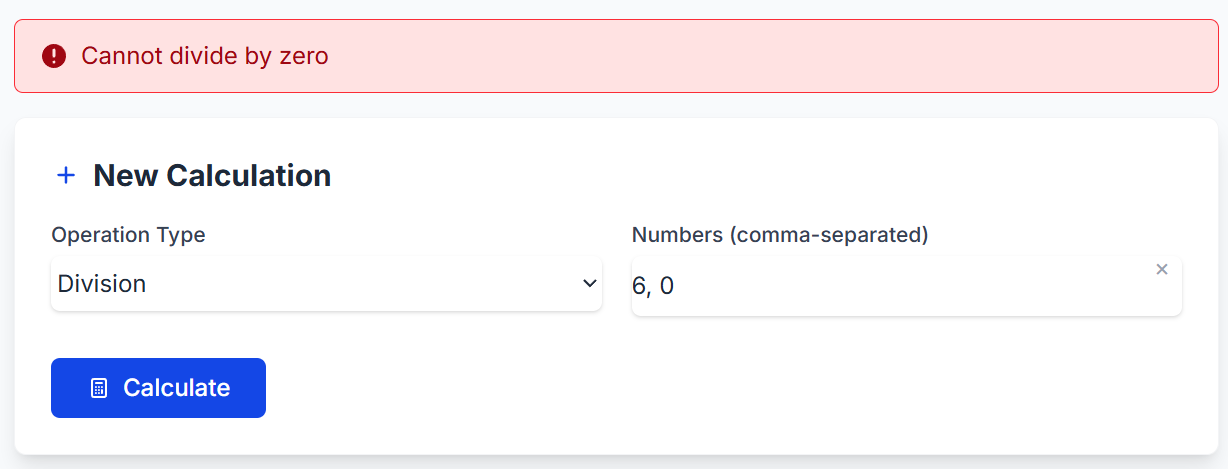 Cannot divide by zero
New Calculation
Operation Type
Numbers (comma-separated)
Division
6, 0
Calculate